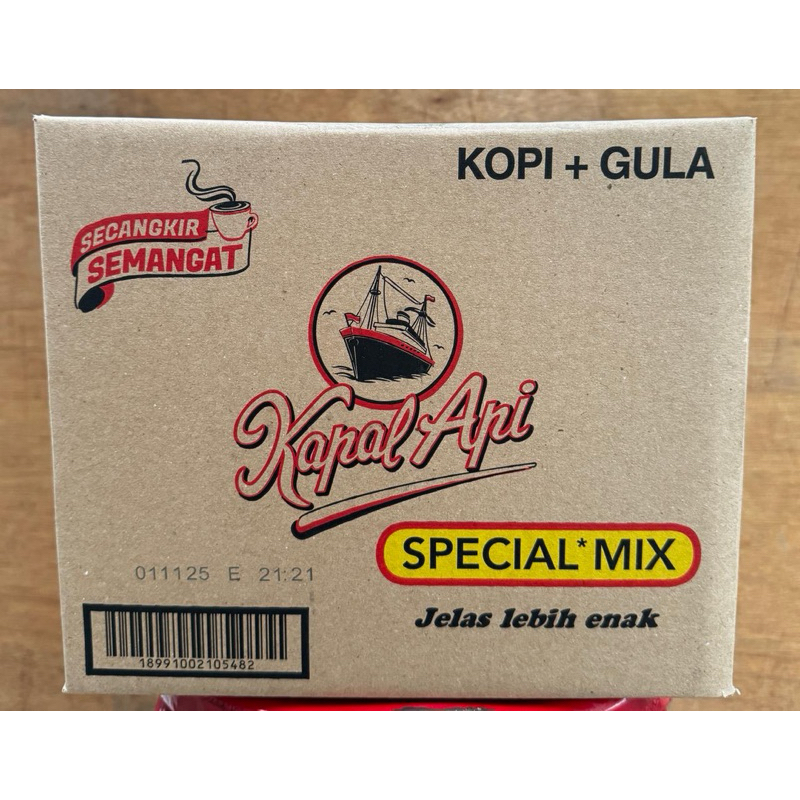 KOPI + GULA
SECANGKIR
SEMANGAT
Kapal Api
SPECIAL* MIX
011125 E 21:21
Jelas lebih enak
18991002105482